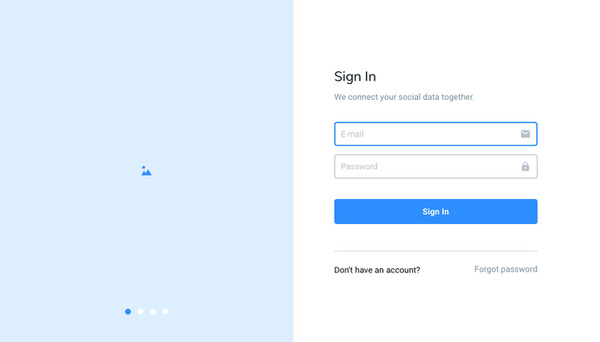 Sign In
We connect your social data together.
E-mail
Password
Sign In
Don't have an account? Forgot password